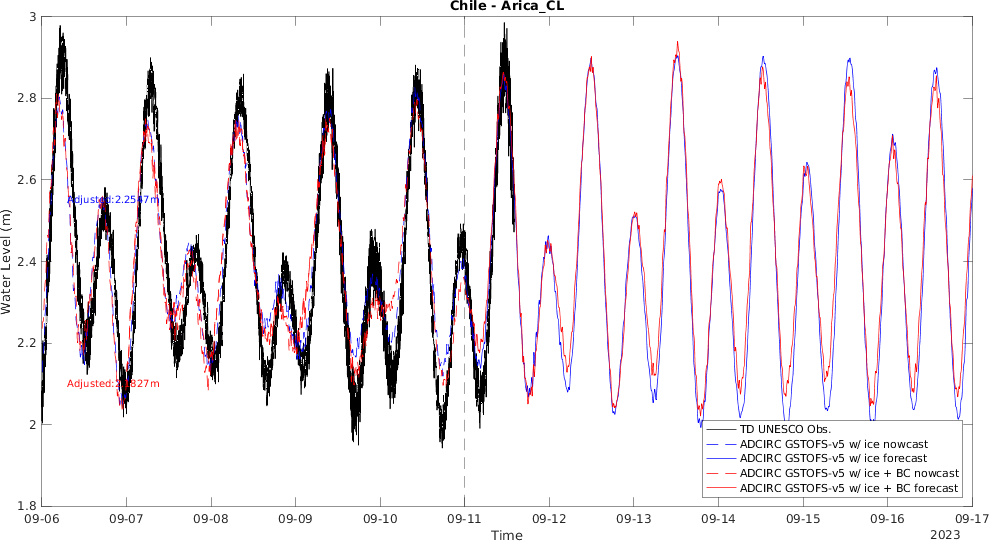 Chile - Arica_CL
3
2.8
2.6
2.4
2.2
2
1.8
Water Level (m)
Adjusted:2.2547m
TD UNESCO Obs.
ADCIRC GSTOFS-v5 w/ ice nowcast
ADCIRC GSTOFS-v5 w/ ice forecast
ADCIRC GSTOFS-v5 w/ ice + BC nowcast
ADCIRC GSTOFS-v5 w/ ice + BC forecast
09-06 09-07 09-08 09-09 09-10 09-11 09-12 09-13 09-14 09-15 09-16 09-17
Time
2023